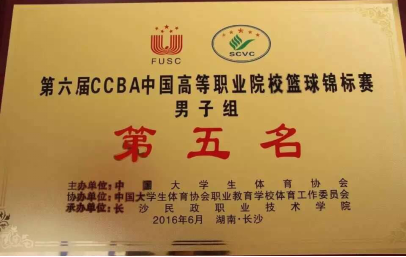 FUSC
SCVC
第六届CCBA中国高等职业院校篮球锦标赛
男子组
第五名
主办单位:中国大学生体育协会
协办单位:中国大学生体育协会职业教育学校体育工作委员会
承办单位:长沙民政职业技术学院
2016年6月 湖南·长沙